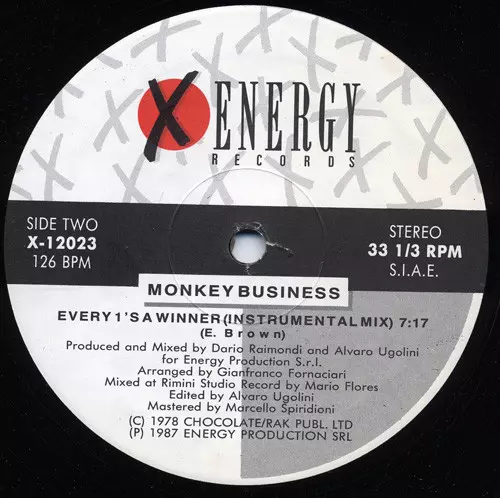 X ENERGY
RECORDS
SIDE TWO
X-12023
126 BPM
STEREO
33 1/3 RPM
S.I.A.E.
MONKEY BUSINESS
EVERY 1'S A WINNER (INSTRUMENTAL MIX) 7:17
(E. Brown)
Produced and Mixed by Dario Raimondi and Alvaro Ugolini
for Energy Production S.r.l.
Arranged by Gianfranco Fornaciari
Mixed at Rimini Studio Record by Mario Flores
Edited by Alvaro Ugolini
Mastered by Marcello Spiridioni
(C) 1978 CHOCOLATE/RAK PUBL. LTD
(P) 1987 ENERGY PRODUCTION SRL